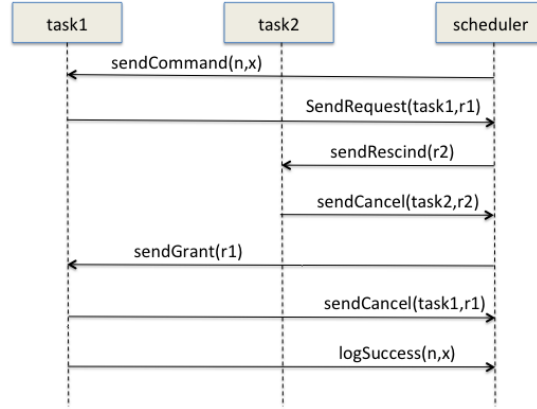 task1
task2
scheduler
sendCommand(n,x)
SendRequest(task1,r1)
sendRescind(r2)
sendCancel(task2,r2)
sendGrant(r1)
sendCancel(task1,r1)
logSuccess(n,x)